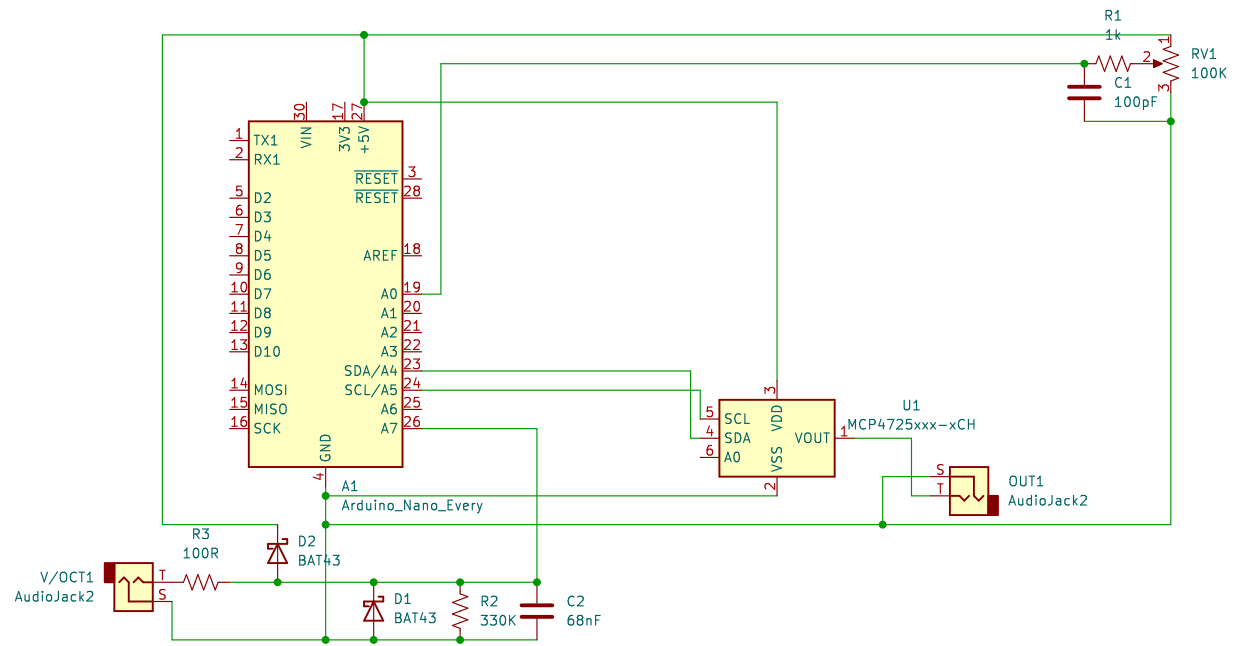 R1
1k
1
2
RV1
100K
3
C1
100pF
30
17
27
VIN
3V3
+5V
1 TX1
2 RX1
RESET 3
RESET 28
5 D2
6 D3
7 D4
8 D5
AREF 18
9 D6
10 D7
A0 19
11 D8
A1 20
12 D9
A2 21
13 D10
A3 22
SDA/A4 23
14 MOSI
SCL/A5 24
15 MISO
A6 25
16 SCK
A7 26
GND
4
A1
Arduino_Nano_Every
3
VDD
U1
MCP4725xxx-xCH
5 SCL
4 SDA
VOUT 1
6 A0
VSS
2
S
T
OUT1
AudioJack2
R3
100R
D2
BAT43
V/OCT1
AudioJack2
T
S
D1
BAT43
R2
330K
C2
68nF